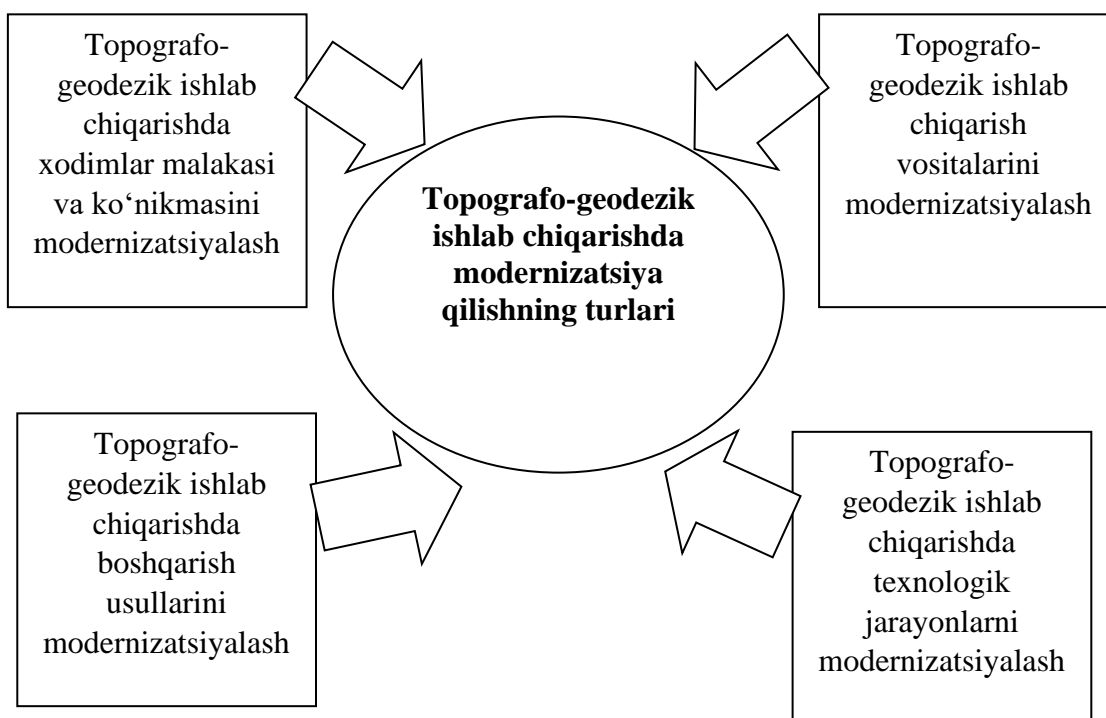 Topografo-
geodezik ishlab
chiqarishda
xodimlar malakasi
va ko‘nikmasini
modernizatsiyalash
Topografo-
geodezik ishlab
chiqarish
vositalarini
modernizatsiyalash
Topografo-geodezik
ishlab chiqarishda
modernizatsiya
qilishning turlari
Topografo-
geodezik ishlab
chiqarishda
boshqarish
usullarini
modernizatsiyalash
Topografo-
geodezik ishlab
chiqarishda
texnologik
jarayonlarni
modernizatsiyalash